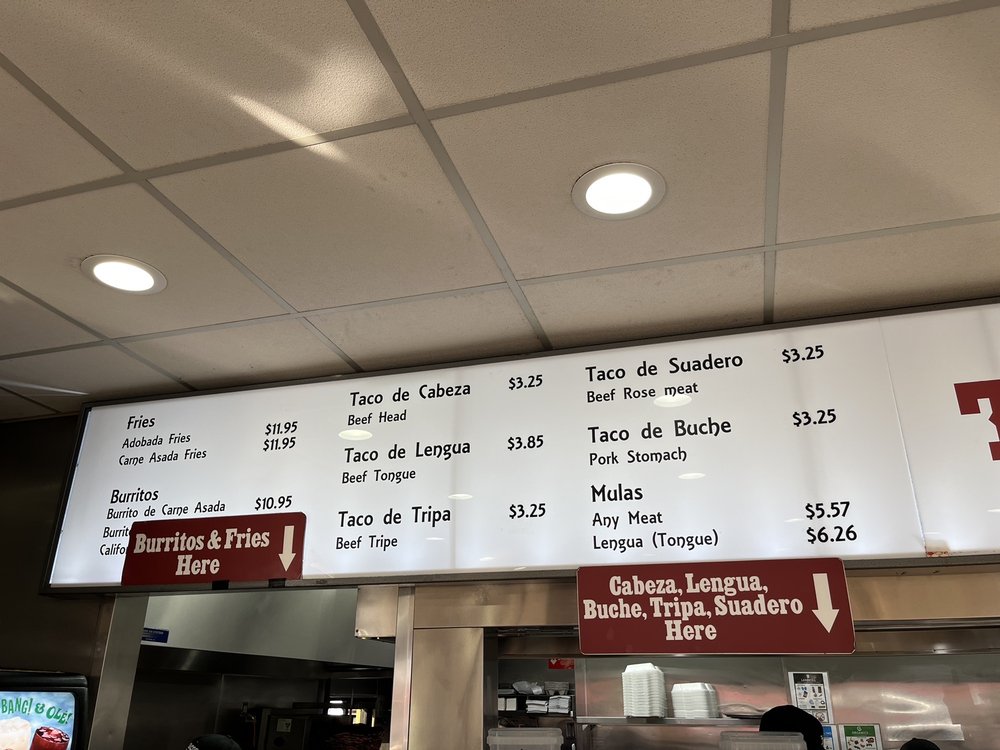 Fries
Adobada Fries $11.95
Carne Asada Fries $11.95
Burritos
Burrito de Carne Asada $10.95
Taco de Cabeza $3.25
Beef Head
Taco de Lengua $3.85
Beef Tongue
Taco de Tripa $3.25
Beef Tripe
Taco de Suadero $3.25
Beef Rose meat
Taco de Buche $3.25
Pork Stomach
Mulas
Any Meat $5.57
Lengua (Tongue) $6.26
Burritos & Fries
Here
Cabeza, Lengua,
Buche, Tripa, Suadero
Here
BANG! & OLÉ!